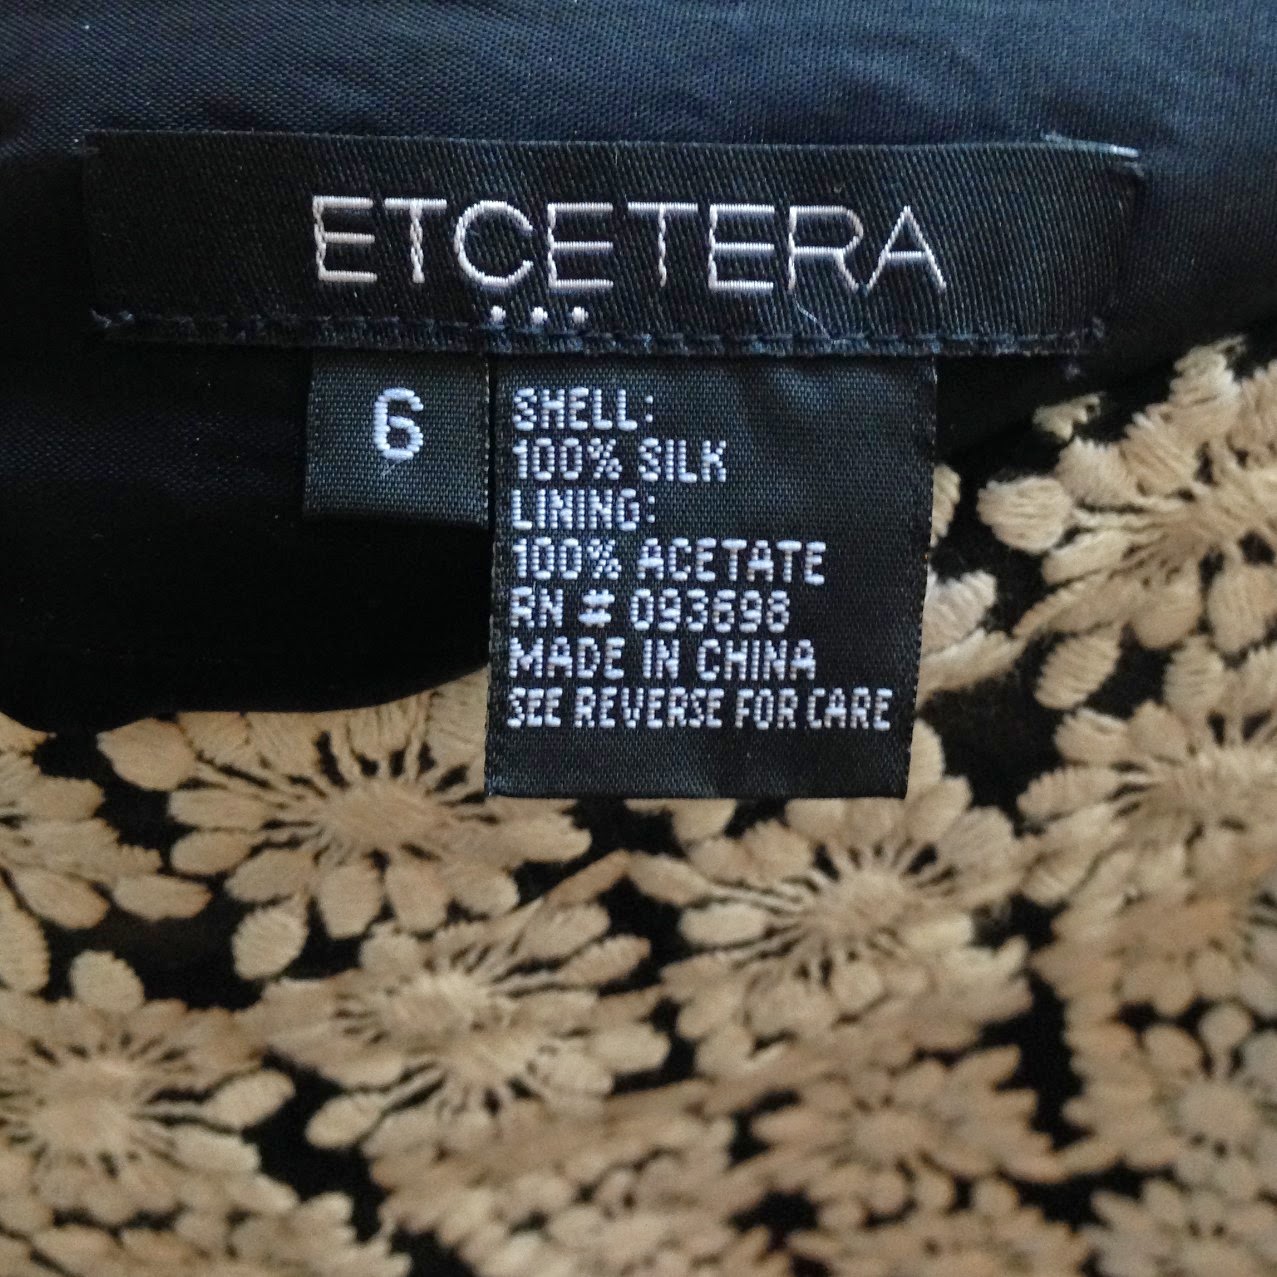 ETCETERA
...
6
SHELL:
100% SILK
LINING:
100% ACETATE
RN # 093698
MADE IN CHINA
SEE REVERSE FOR CARE